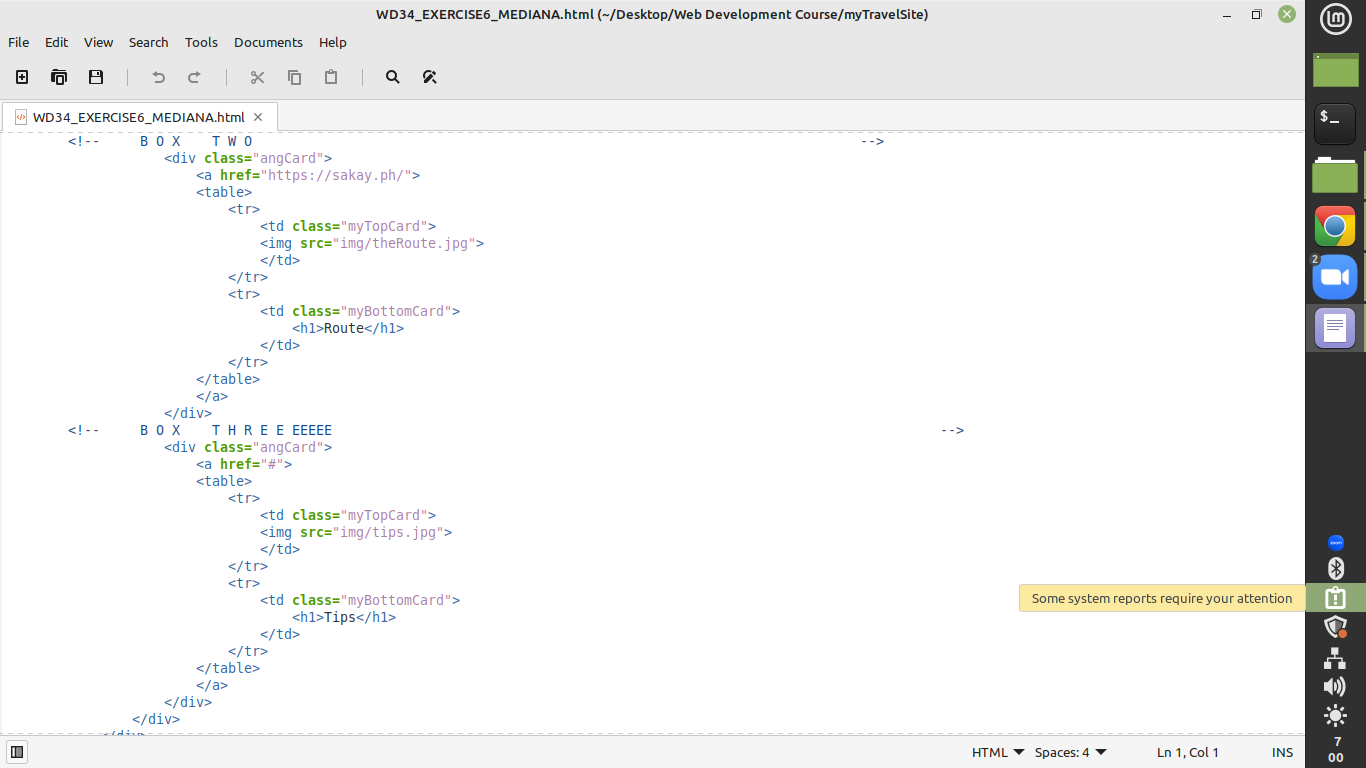 WD34_EXERCISE6_MEDIANA.html (~/Desktop/Web Development Course/myTravelSite)
File Edit View Search Tools Documents Help
WD34_EXERCISE6_MEDIANA.html
<!--     B O X    T W O                                                                            -->
            <div class="angCard">
                <a href="https://sakay.ph/">
                <table>
                    <tr>
                        <td class="myTopCard">
                        <img src="img/theRoute.jpg">
                        </td>
                    </tr>
                    <tr>
                        <td class="myBottomCard">
                            <h1>Route</h1>
                        </td>
                    </tr>
                </table>
                </a>
            </div>
<!--     B O X    T H R E E EEEEE                                                                            -->
            <div class="angCard">
                <a href="#">
                <table>
                    <tr>
                        <td class="myTopCard">
                        <img src="img/tips.jpg">
                        </td>
                    </tr>
                    <tr>
                        <td class="myBottomCard">
                            <h1>Tips</h1>
                        </td>
                    </tr>
                </table>
                </a>
            </div>
        </div>
    </div>
HTML Spaces: 4 Ln 1, Col 1 INS
$_
2
Some system reports require your attention
7
00